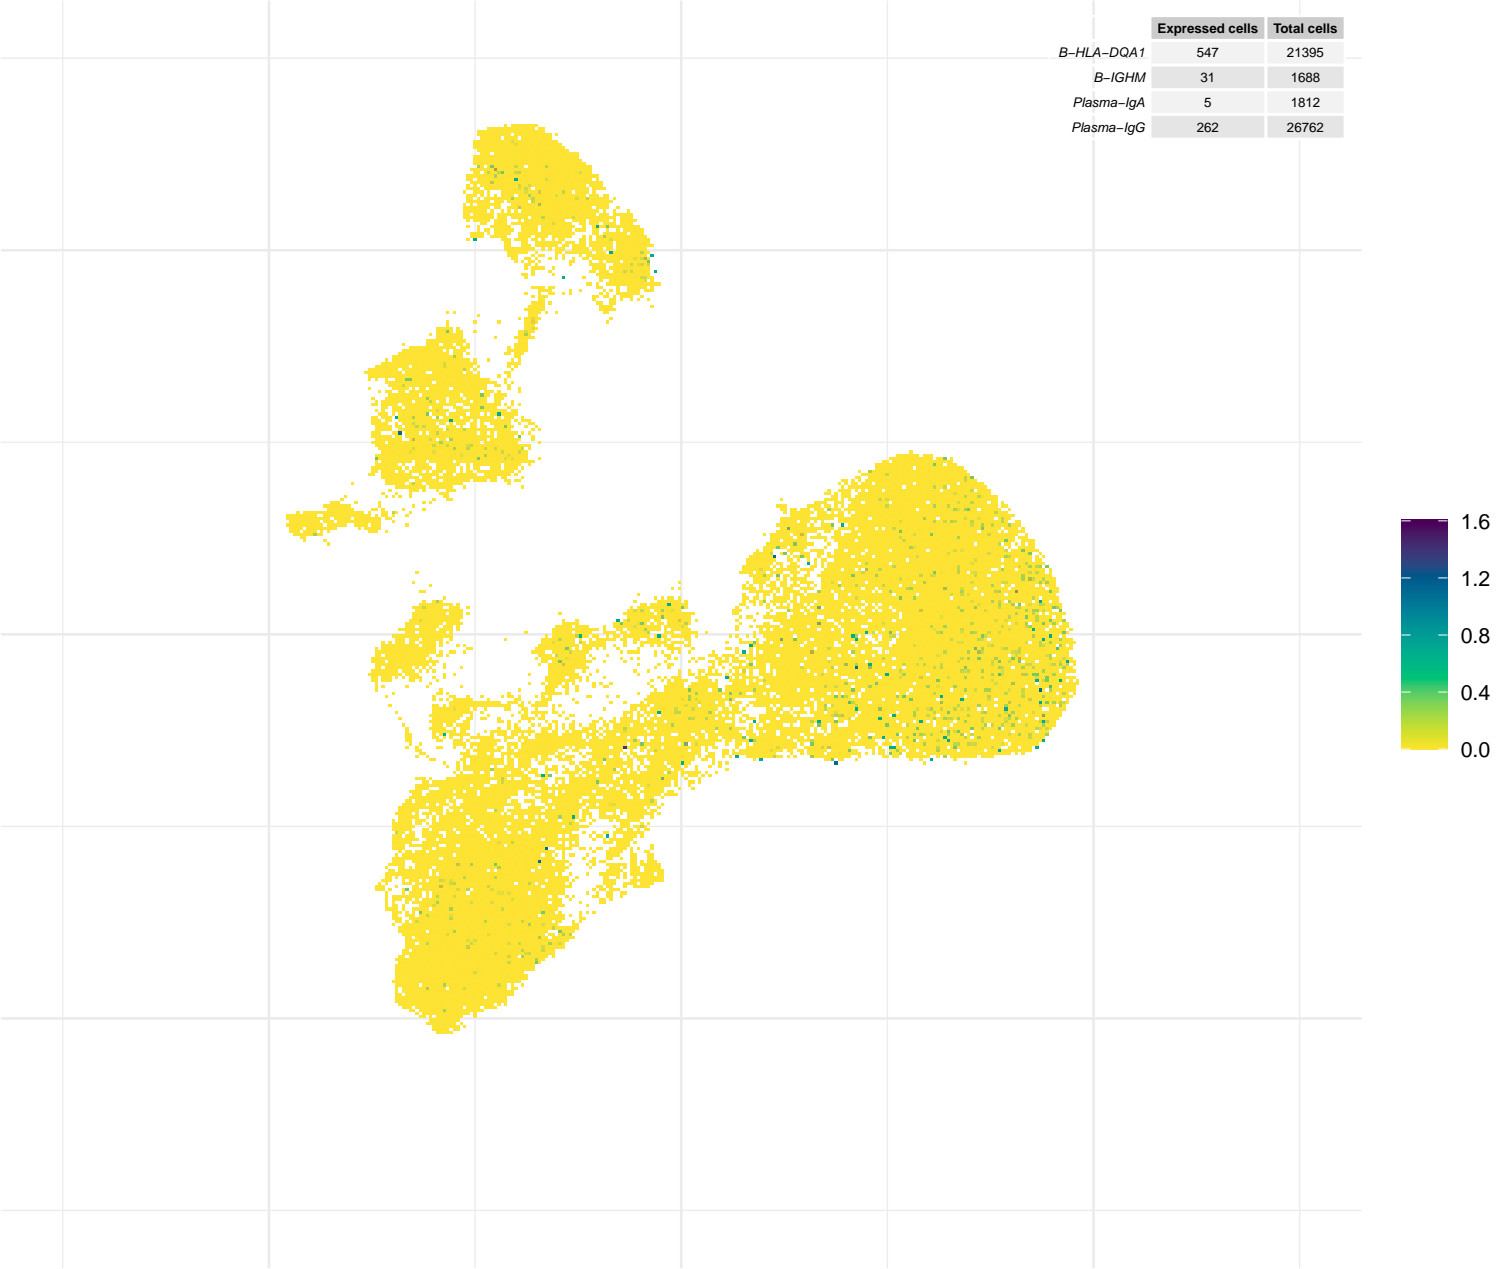 Expressed cells Total cells
B−HLA−DQA1 547 21395
B−IGHM 31 1688
Plasma−IgA 5 1812
Plasma−IgG 262 26762
1.6
1.2
0.8
0.4
0.0